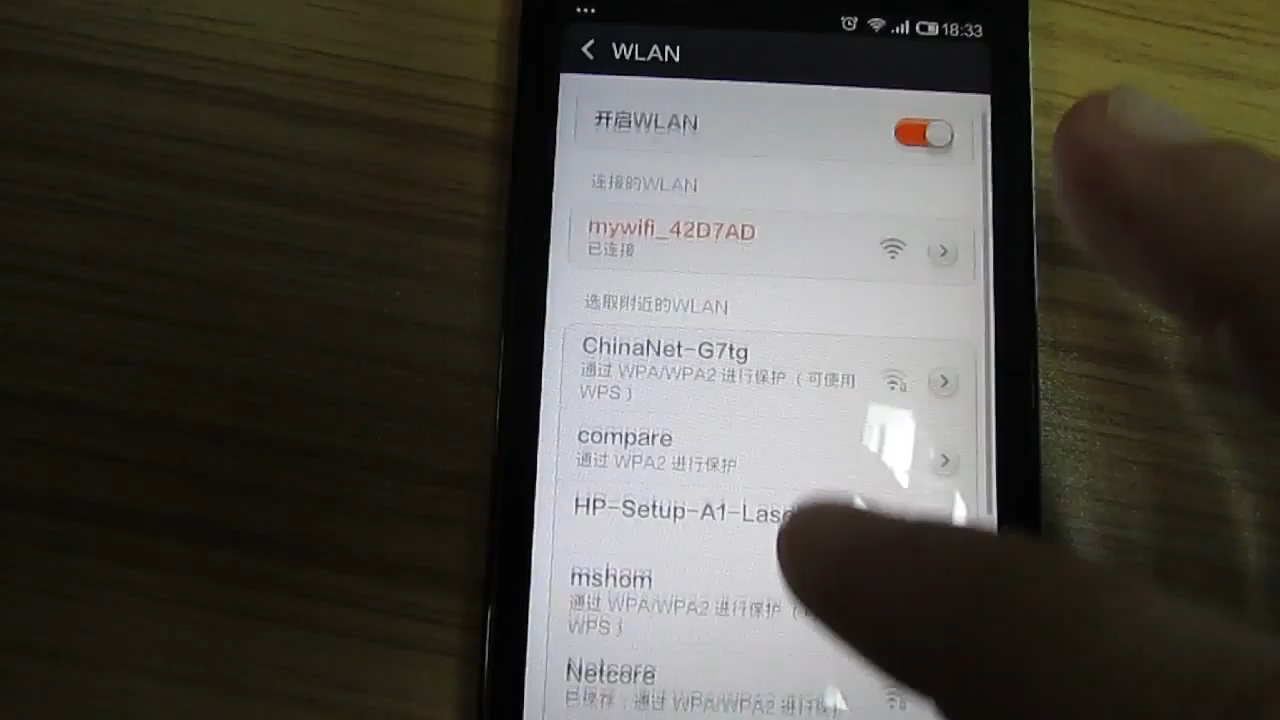 18:33
WLAN
开启WLAN
连接的WLAN
mywifi_42D7AD
已连接
选取附近的WLAN
ChinaNet-G7tg
通过 WPA/WPA2 进行保护（可使用
WPS）
compare
通过 WPA2 进行保护
HP-Setup-A1-Las
mshom
通过 WPA/WPA2 进行保护（
WPS）
Netcore
已保存，通过 WPA/WPA2 进行保护